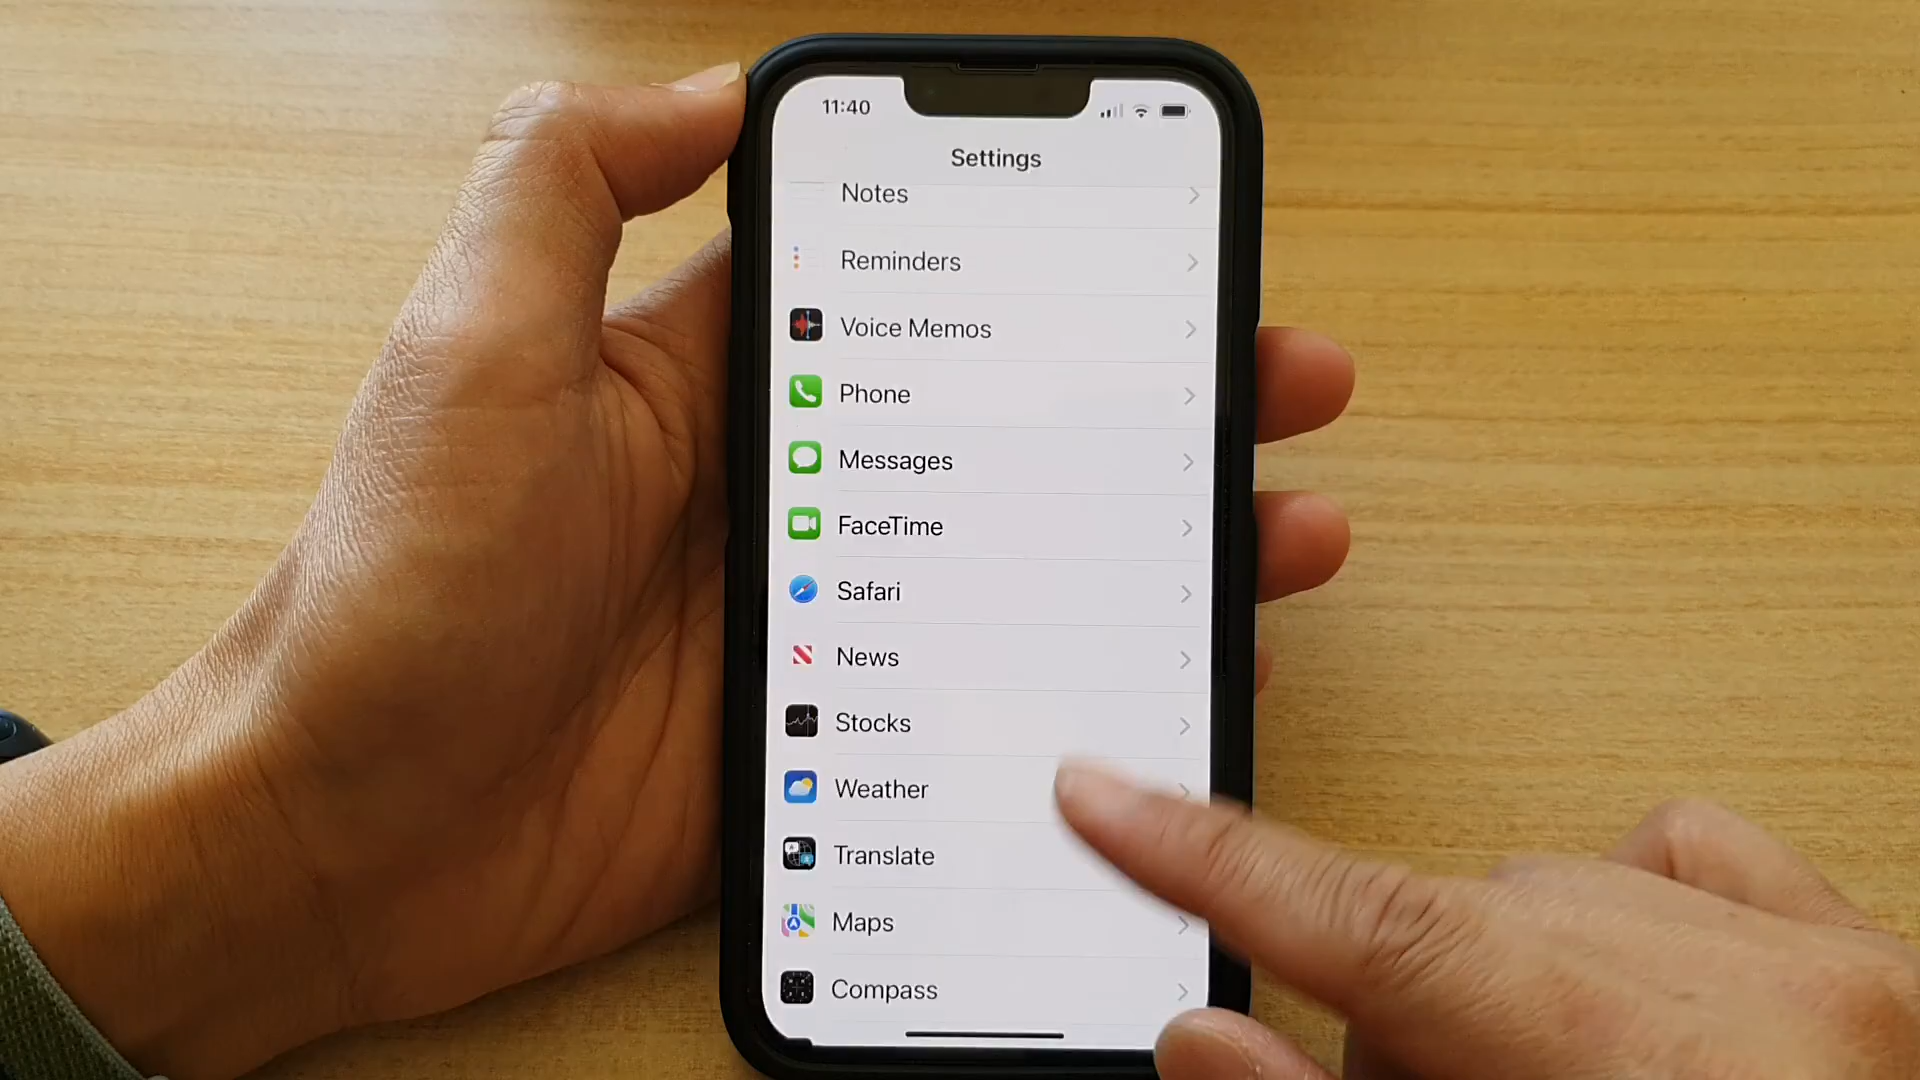 11:40
Settings
Notes
Reminders
Voice Memos
Phone
Messages
FaceTime
Safari
News
Stocks
Weather
Translate
Maps
Compass